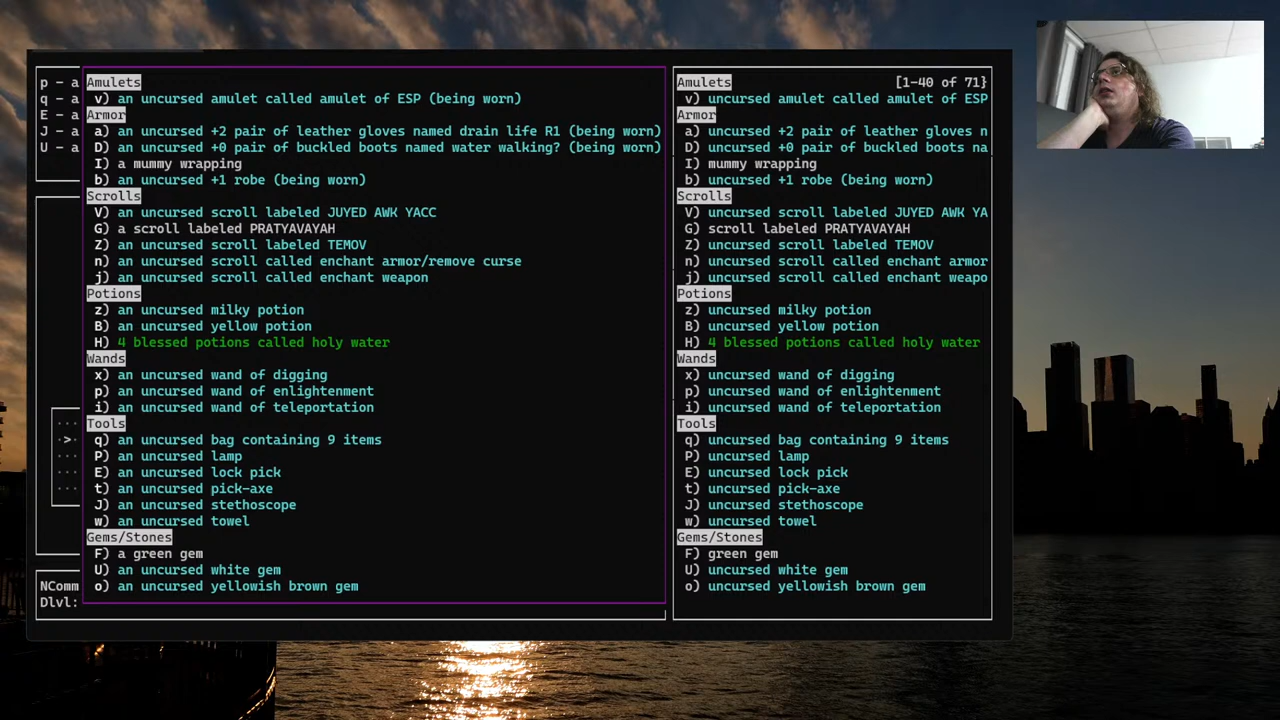 p - a
q - a
E - a
J - a
U - a
>
NComm
Dlvl:
Amulets
v) an uncursed amulet called amulet of ESP (being worn)
Armor
a) an uncursed +2 pair of leather gloves named drain life R1 (being worn)
D) an uncursed +0 pair of buckled boots named water walking? (being worn)
I) a mummy wrapping
b) an uncursed +1 robe (being worn)
Scrolls
V) an uncursed scroll labeled JUYED AWK YACC
G) a scroll labeled PRATYAVAYAH
Z) an uncursed scroll labeled TEMOV
n) an uncursed scroll called enchant armor/remove curse
j) an uncursed scroll called enchant weapon
Potions
z) an uncursed milky potion
B) an uncursed yellow potion
H) 4 blessed potions called holy water
Wands
x) an uncursed wand of digging
p) an uncursed wand of enlightenment
i) an uncursed wand of teleportation
Tools
q) an uncursed bag containing 9 items
P) an uncursed lamp
E) an uncursed lock pick
t) an uncursed pick-axe
J) an uncursed stethoscope
w) an uncursed towel
Gems/Stones
F) a green gem
U) an uncursed white gem
o) an uncursed yellowish brown gem
Amulets [1-40 of 71}
v) uncursed amulet called amulet of ESP
Armor
a) uncursed +2 pair of leather gloves n
D) uncursed +0 pair of buckled boots na
I) mummy wrapping
b) uncursed +1 robe (being worn)
Scrolls
V) uncursed scroll labeled JUYED AWK YA
G) scroll labeled PRATYAVAYAH
Z) uncursed scroll labeled TEMOV
n) uncursed scroll called enchant armor
j) uncursed scroll called enchant weapo
Potions
z) uncursed milky potion
B) uncursed yellow potion
H) 4 blessed potions called holy water
Wands
x) uncursed wand of digging
p) uncursed wand of enlightenment
i) uncursed wand of teleportation
Tools
q) uncursed bag containing 9 items
P) uncursed lamp
E) uncursed lock pick
t) uncursed pick-axe
J) uncursed stethoscope
w) uncursed towel
Gems/Stones
F) green gem
U) uncursed white gem
o) uncursed yellowish brown gem